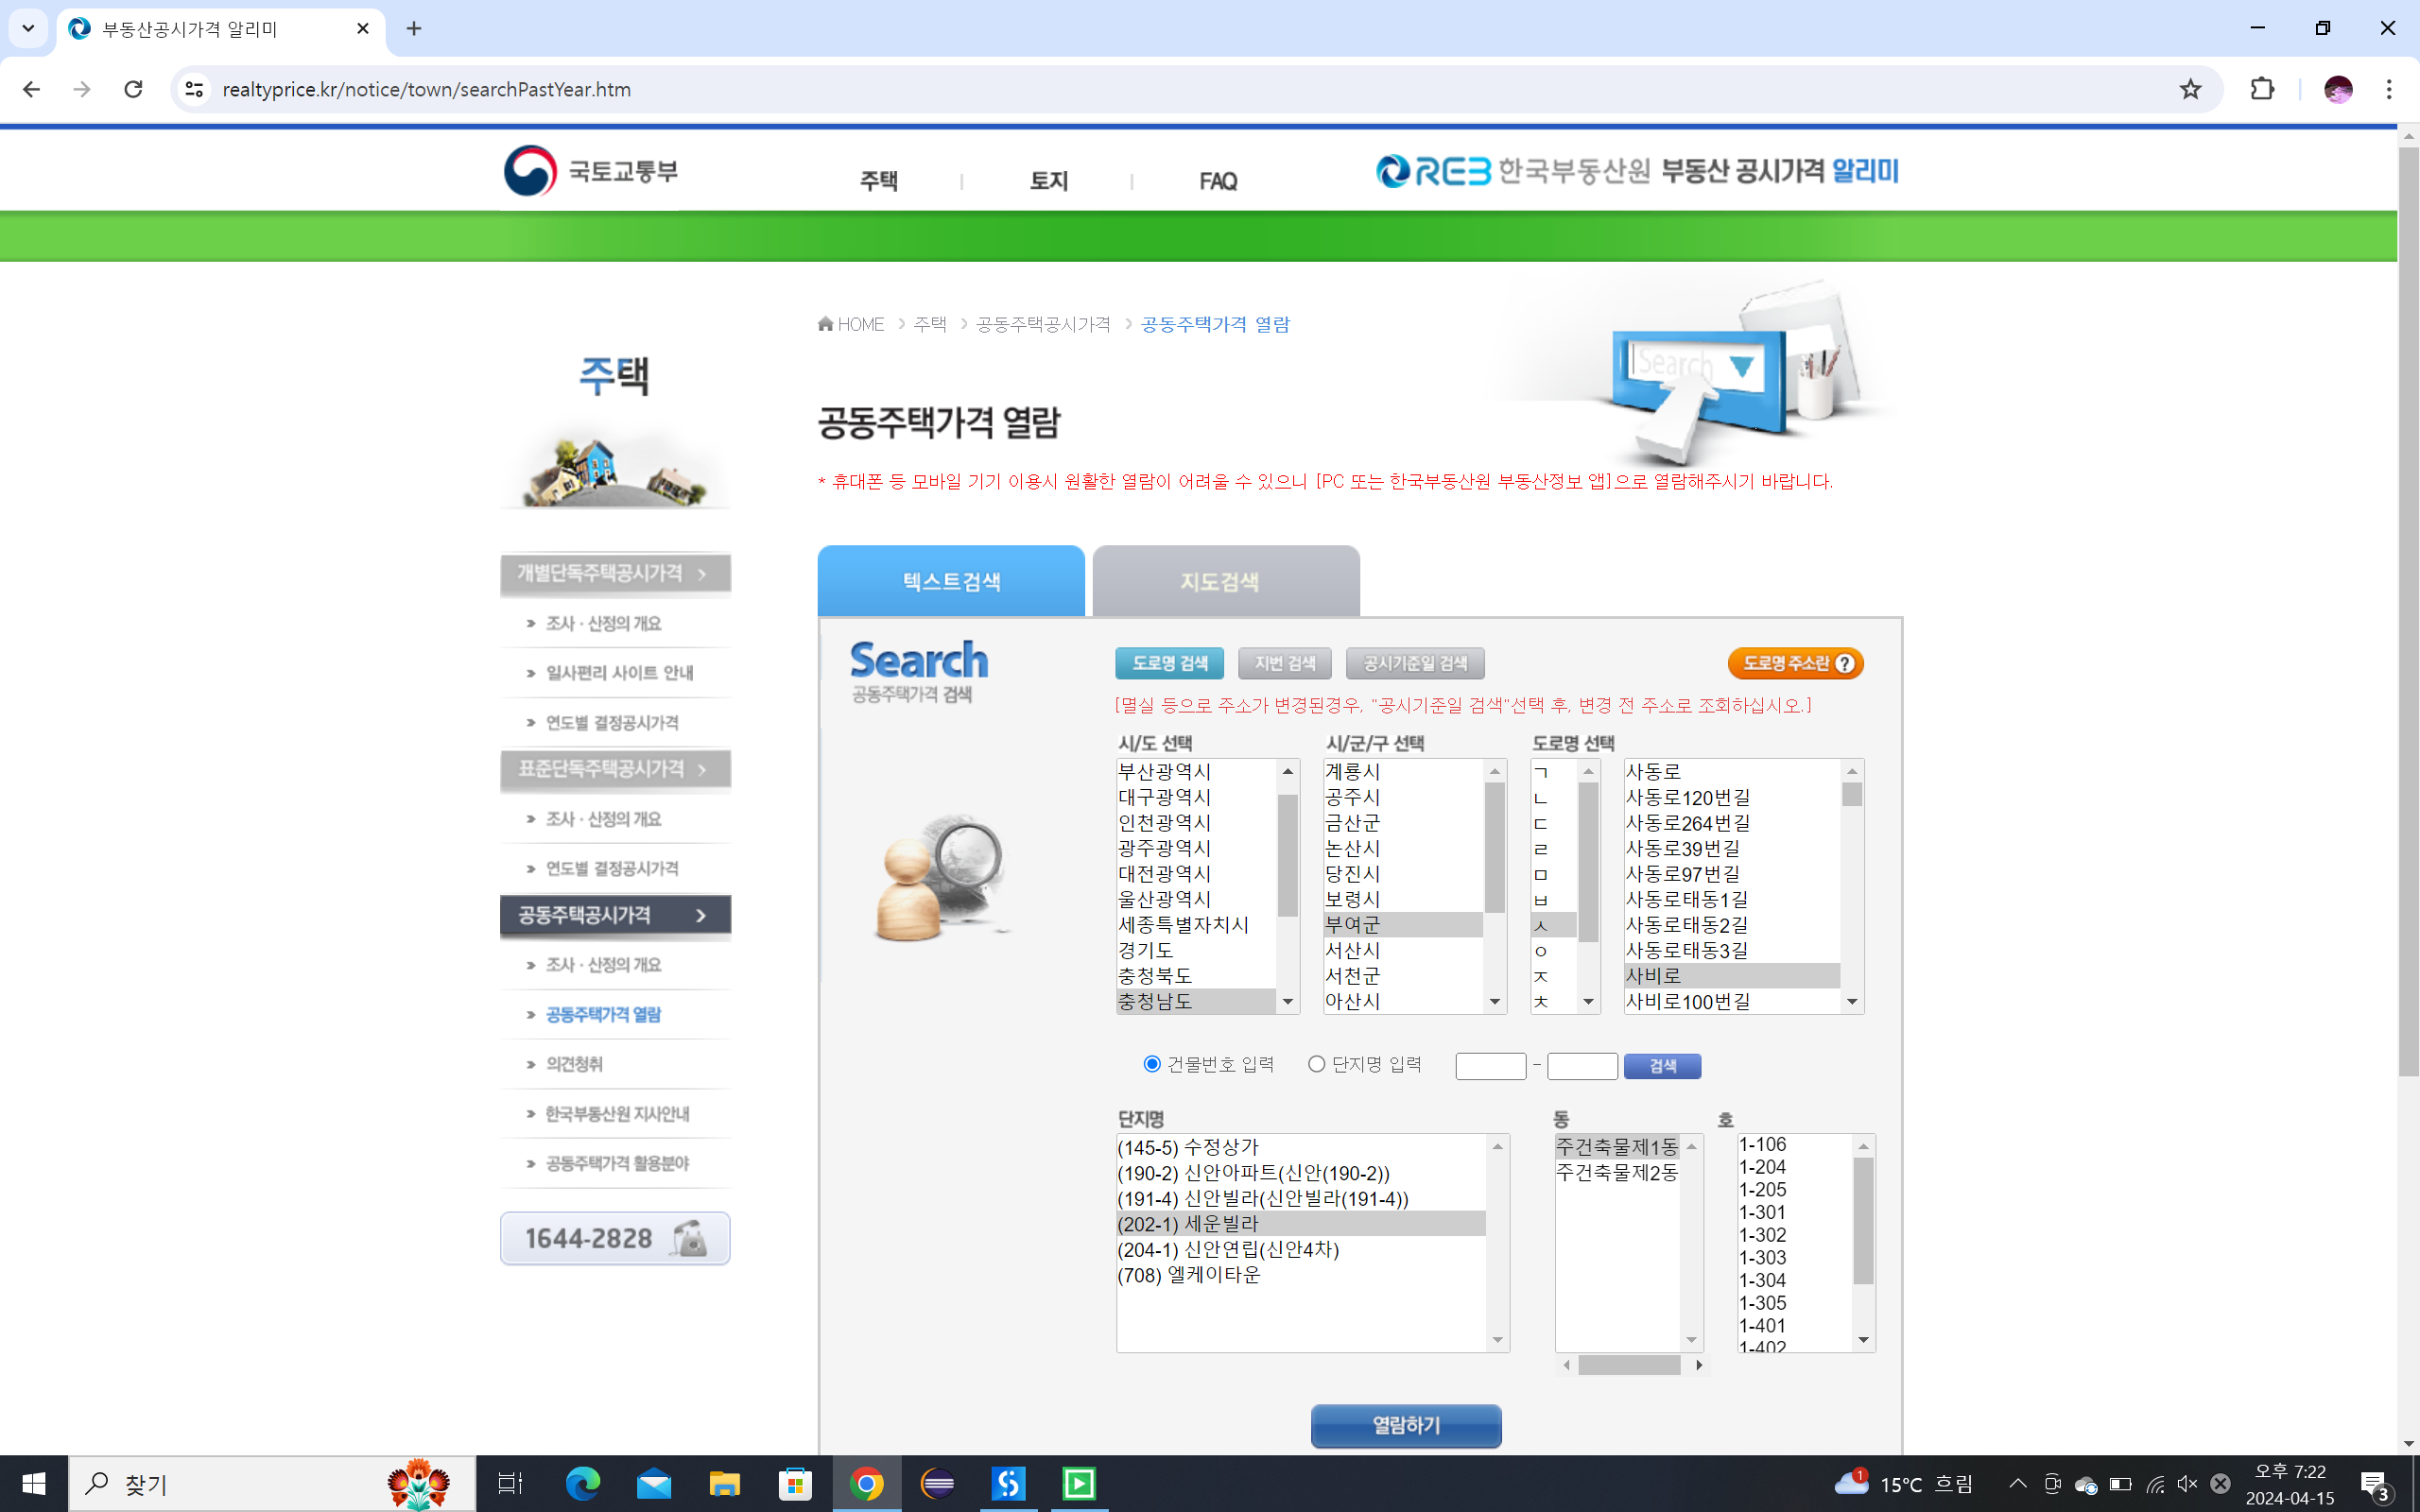 부동산공시가격 알리미
realtyprice.kr/notice/town/searchPastYear.htm
국토교통부
주택
토지
FAQ
REB 한국부동산원 부동산 공시가격 알리미
HOME > 주택 > 공동주택공시가격 > 공동주택가격 열람
Search
주택
공동주택가격 열람
* 휴대폰 등 모바일 기기 이용시 원활한 열람이 어려울 수 있으니 [PC 또는 한국부동산원 부동산정보 앱]으로 열람해주시기 바랍니다.
개별단독주택공시가격
조사ㆍ산정의 개요
일사편리 사이트 안내
연도별 결정공시가격
표준단독주택공시가격
조사ㆍ산정의 개요
연도별 결정공시가격
공동주택공시가격
조사ㆍ산정의 개요
공동주택가격 열람
의견청취
한국부동산원 지사안내
공동주택가격 활용분야
1644-2828
텍스트검색
지도검색
Search
공동주택가격 검색
도로명 검색
지번 검색
공시기준일 검색
도로명 주소란 ?
[멸실 등으로 주소가 변경된경우, "공시기준일 검색"선택 후, 변경 전 주소로 조회하십시오.]
시/도 선택
부산광역시
대구광역시
인천광역시
광주광역시
대전광역시
울산광역시
세종특별자치시
경기도
충청북도
충청남도
시/군/구 선택
계룡시
공주시
금산군
논산시
당진시
보령시
부여군
서산시
서천군
아산시
도로명 선택
ㄱ
ㄴ
ㄷ
ㄹ
ㅁ
ㅂ
ㅅ
ㅇ
ㅈ
ㅊ
사동로
사동로120번길
사동로264번길
사동로39번길
사동로97번길
사동로태동1길
사동로태동2길
사동로태동3길
사비로
사비로100번길
건물번호 입력
단지명 입력
-
검색
단지명
(145-5) 수정상가
(190-2) 신안아파트(신안(190-2))
(191-4) 신안빌라(신안빌라(191-4))
(202-1) 세운빌라
(204-1) 신안연립(신안4차)
(708) 엘케이타운
동
주건축물제1동
주건축물제2동
호
1-106
1-204
1-205
1-301
1-302
1-303
1-304
1-305
1-401
1-402
열람하기
찾기
1
15°C 흐림
오후 7:22
2024-04-15
3